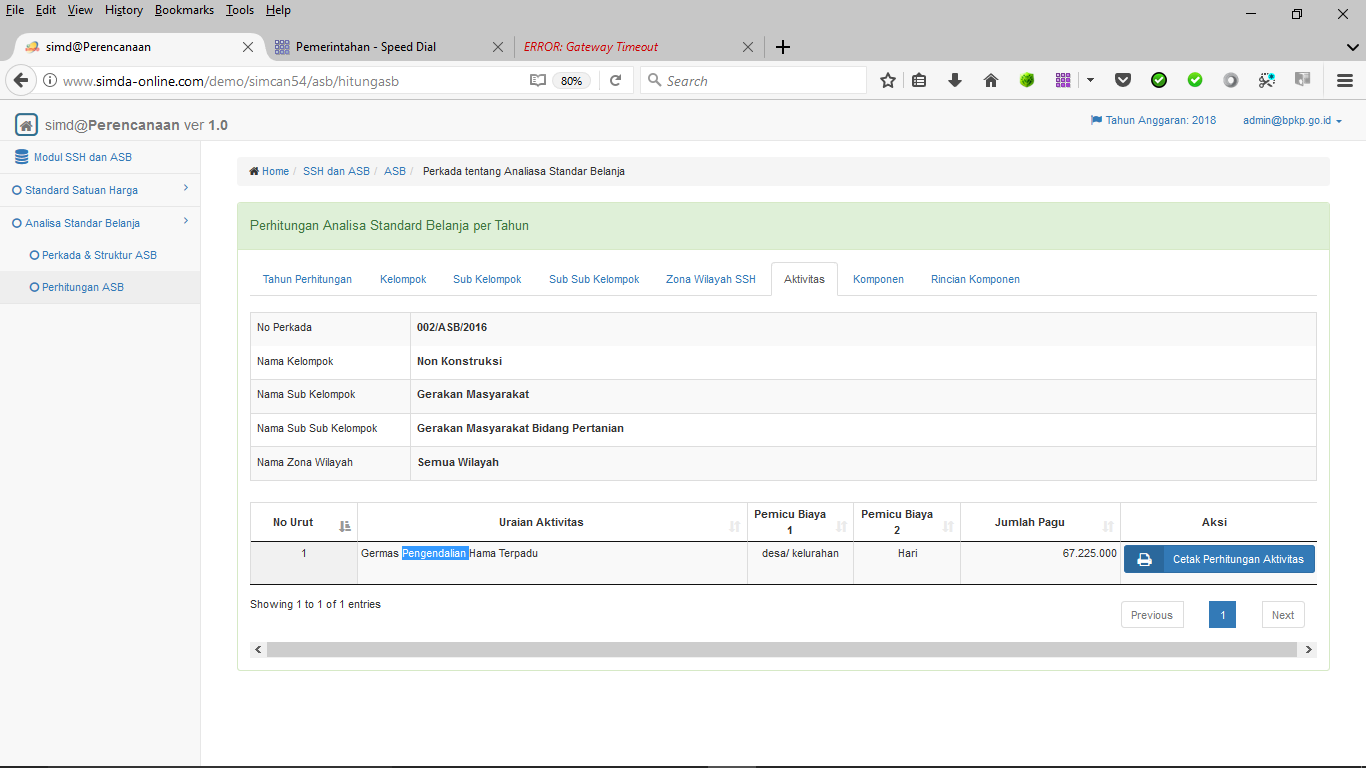 File Edit View History Bookmarks Tools Help
simd@Perencanaan
Pemerintahan - Speed Dial
ERROR: Gateway Timeout
www.simda-online.com/demo/simcan54/asb/hitungasb
80%
Search
simd@Perencanaan ver 1.0
Tahun Anggaran: 2018
admin@bpkp.go.id
Modul SSH dan ASB
Standard Satuan Harga
Analisa Standar Belanja
Perkada & Struktur ASB
Perhitungan ASB
Home / SSH dan ASB / ASB / Perkada tentang Analiasa Standar Belanja
Perhitungan Analisa Standard Belanja per Tahun
Tahun Perhitungan Kelompok Sub Kelompok Sub Sub Kelompok Zona Wilayah SSH Aktivitas Komponen Rincian Komponen
No Perkada 002/ASB/2016
Nama Kelompok Non Konstruksi
Nama Sub Kelompok Gerakan Masyarakat
Nama Sub Sub Kelompok Gerakan Masyarakat Bidang Pertanian
Nama Zona Wilayah Semua Wilayah
No Urut Uraian Aktivitas Pemicu Biaya 1 Pemicu Biaya 2 Jumlah Pagu Aksi
1 Germas Pengendalian Hama Terpadu desa/ kelurahan Hari 67.225.000 Cetak Perhitungan Aktivitas
Showing 1 to 1 of 1 entries
Previous 1 Next